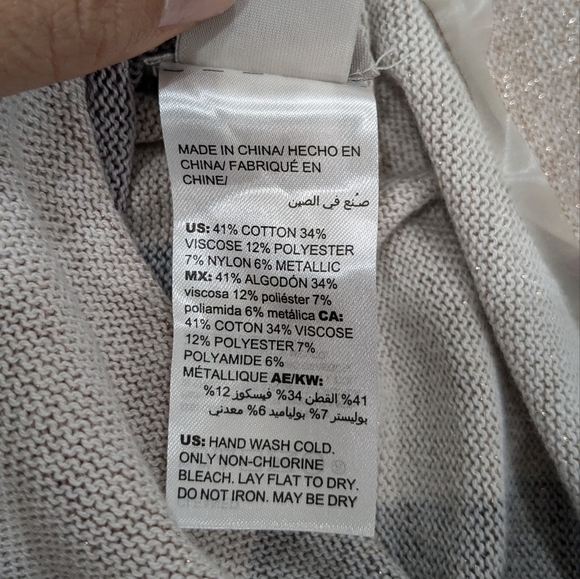 MADE IN CHINA/ HECHO EN
CHINA/ FABRIQUÉ EN
CHINE/
صُنع في الصين
US: 41% COTTON 34%
VISCOSE 12% POLYESTER
7% NYLON 6% METALLIC
MX: 41% ALGODÓN 34%
viscosa 12% poliéster 7%
poliamida 6% metálica CA:
41% COTON 34% VISCOSE
12% POLYESTER 7%
POLYAMIDE 6%
MÉTALLIQUE AE/KW:
41% القطن 34% فيسكوز 12%
بوليستر 7% بولياميد 6% معدني
US: HAND WASH COLD.
ONLY NON-CHLORINE
BLEACH. LAY FLAT TO DRY.
DO NOT IRON. MAY BE DRY